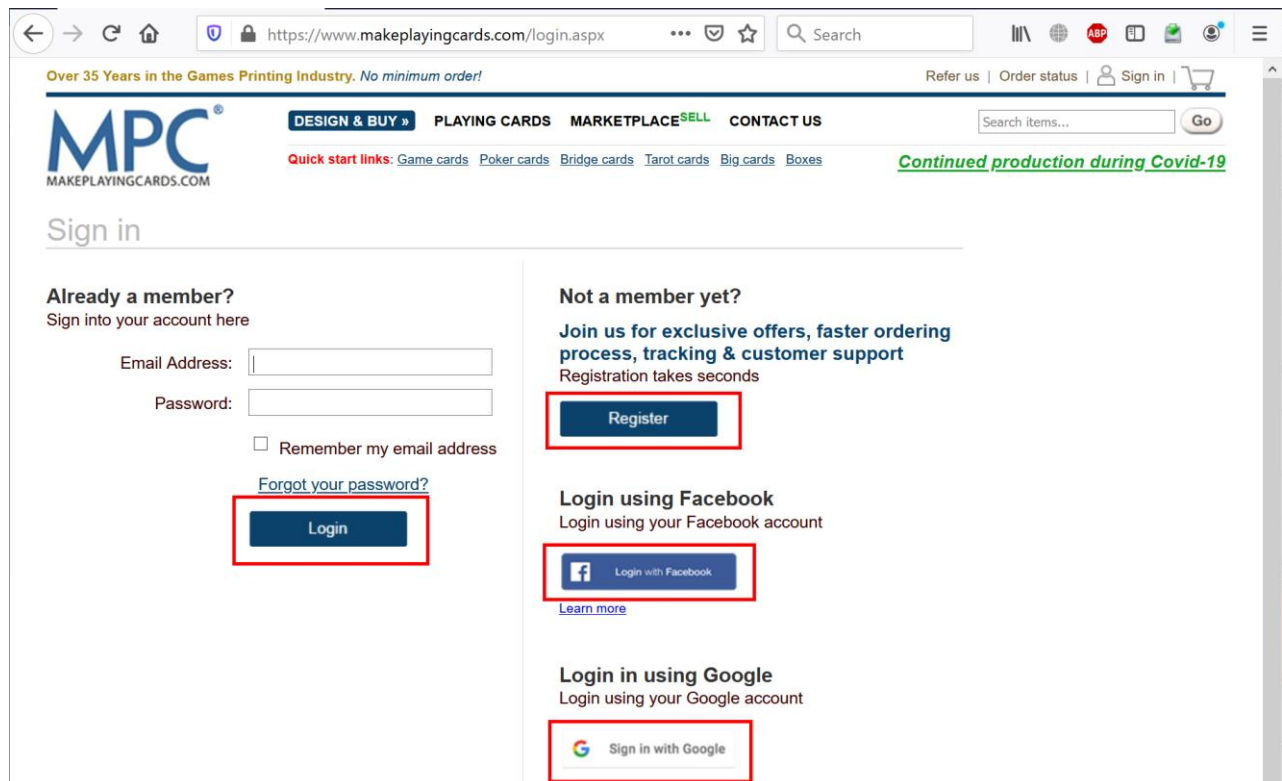 https://www.makeplayingcards.com/login.aspx
Search
ABP
Over 35 Years in the Games Printing Industry. No minimum order!
Refer us | Order status | Sign in |
MPC®
MAKEPLAYINGCARDS.COM
DESIGN & BUY » PLAYING CARDS MARKETPLACESELL CONTACT US
Search items... Go
Quick start links: Game cards Poker cards Bridge cards Tarot cards Big cards Boxes
Continued production during Covid-19
Sign in
Already a member?
Sign into your account here
Email Address:
Password:
Remember my email address
Forgot your password?
Login
Not a member yet?
Join us for exclusive offers, faster ordering
process, tracking & customer support
Registration takes seconds
Register
Login using Facebook
Login using your Facebook account
Login with Facebook
Learn more
Login in using Google
Login using your Google account
Sign in with Google